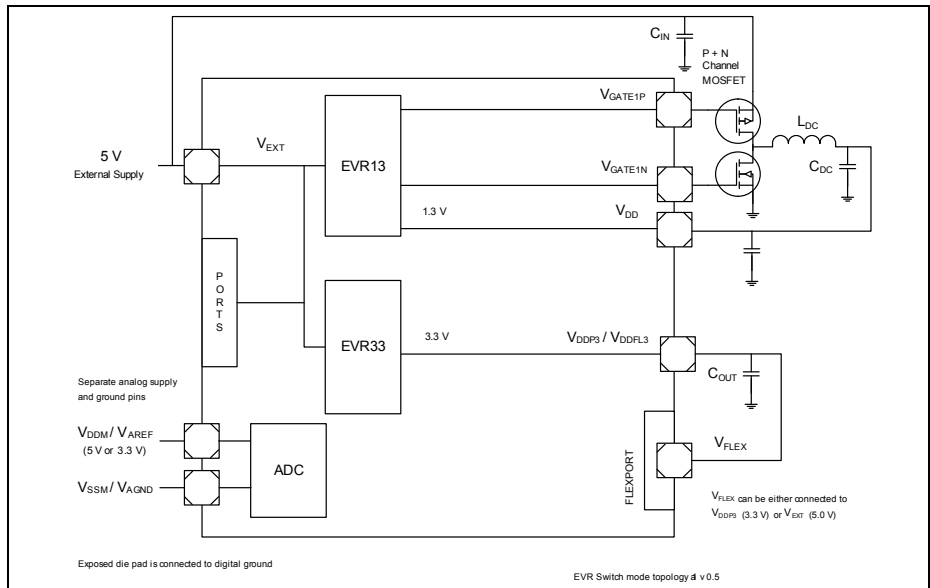 C_IN
P + N
Channel
MOSFET
V_GATE1P
L_DC
5 V
External Supply
V_EXT
EVR13
V_GATE1N
C_DC
1.3 V
V_DD
PORTS
EVR33
3.3 V
V_DDP3 / V_DDFL3
C_OUT
Separate analog supply
and ground pins
V_DDM / V_AREF
(5 V or 3.3 V)
ADC
V_SSM / V_AGND
FLEXPORT
V_FLEX
V_FLEX can be either connected to
V_DDP3 (3.3 V) or V_EXT (5.0 V)
Exposed die pad is connected to digital ground
EVR Switch mode topology v 0.5